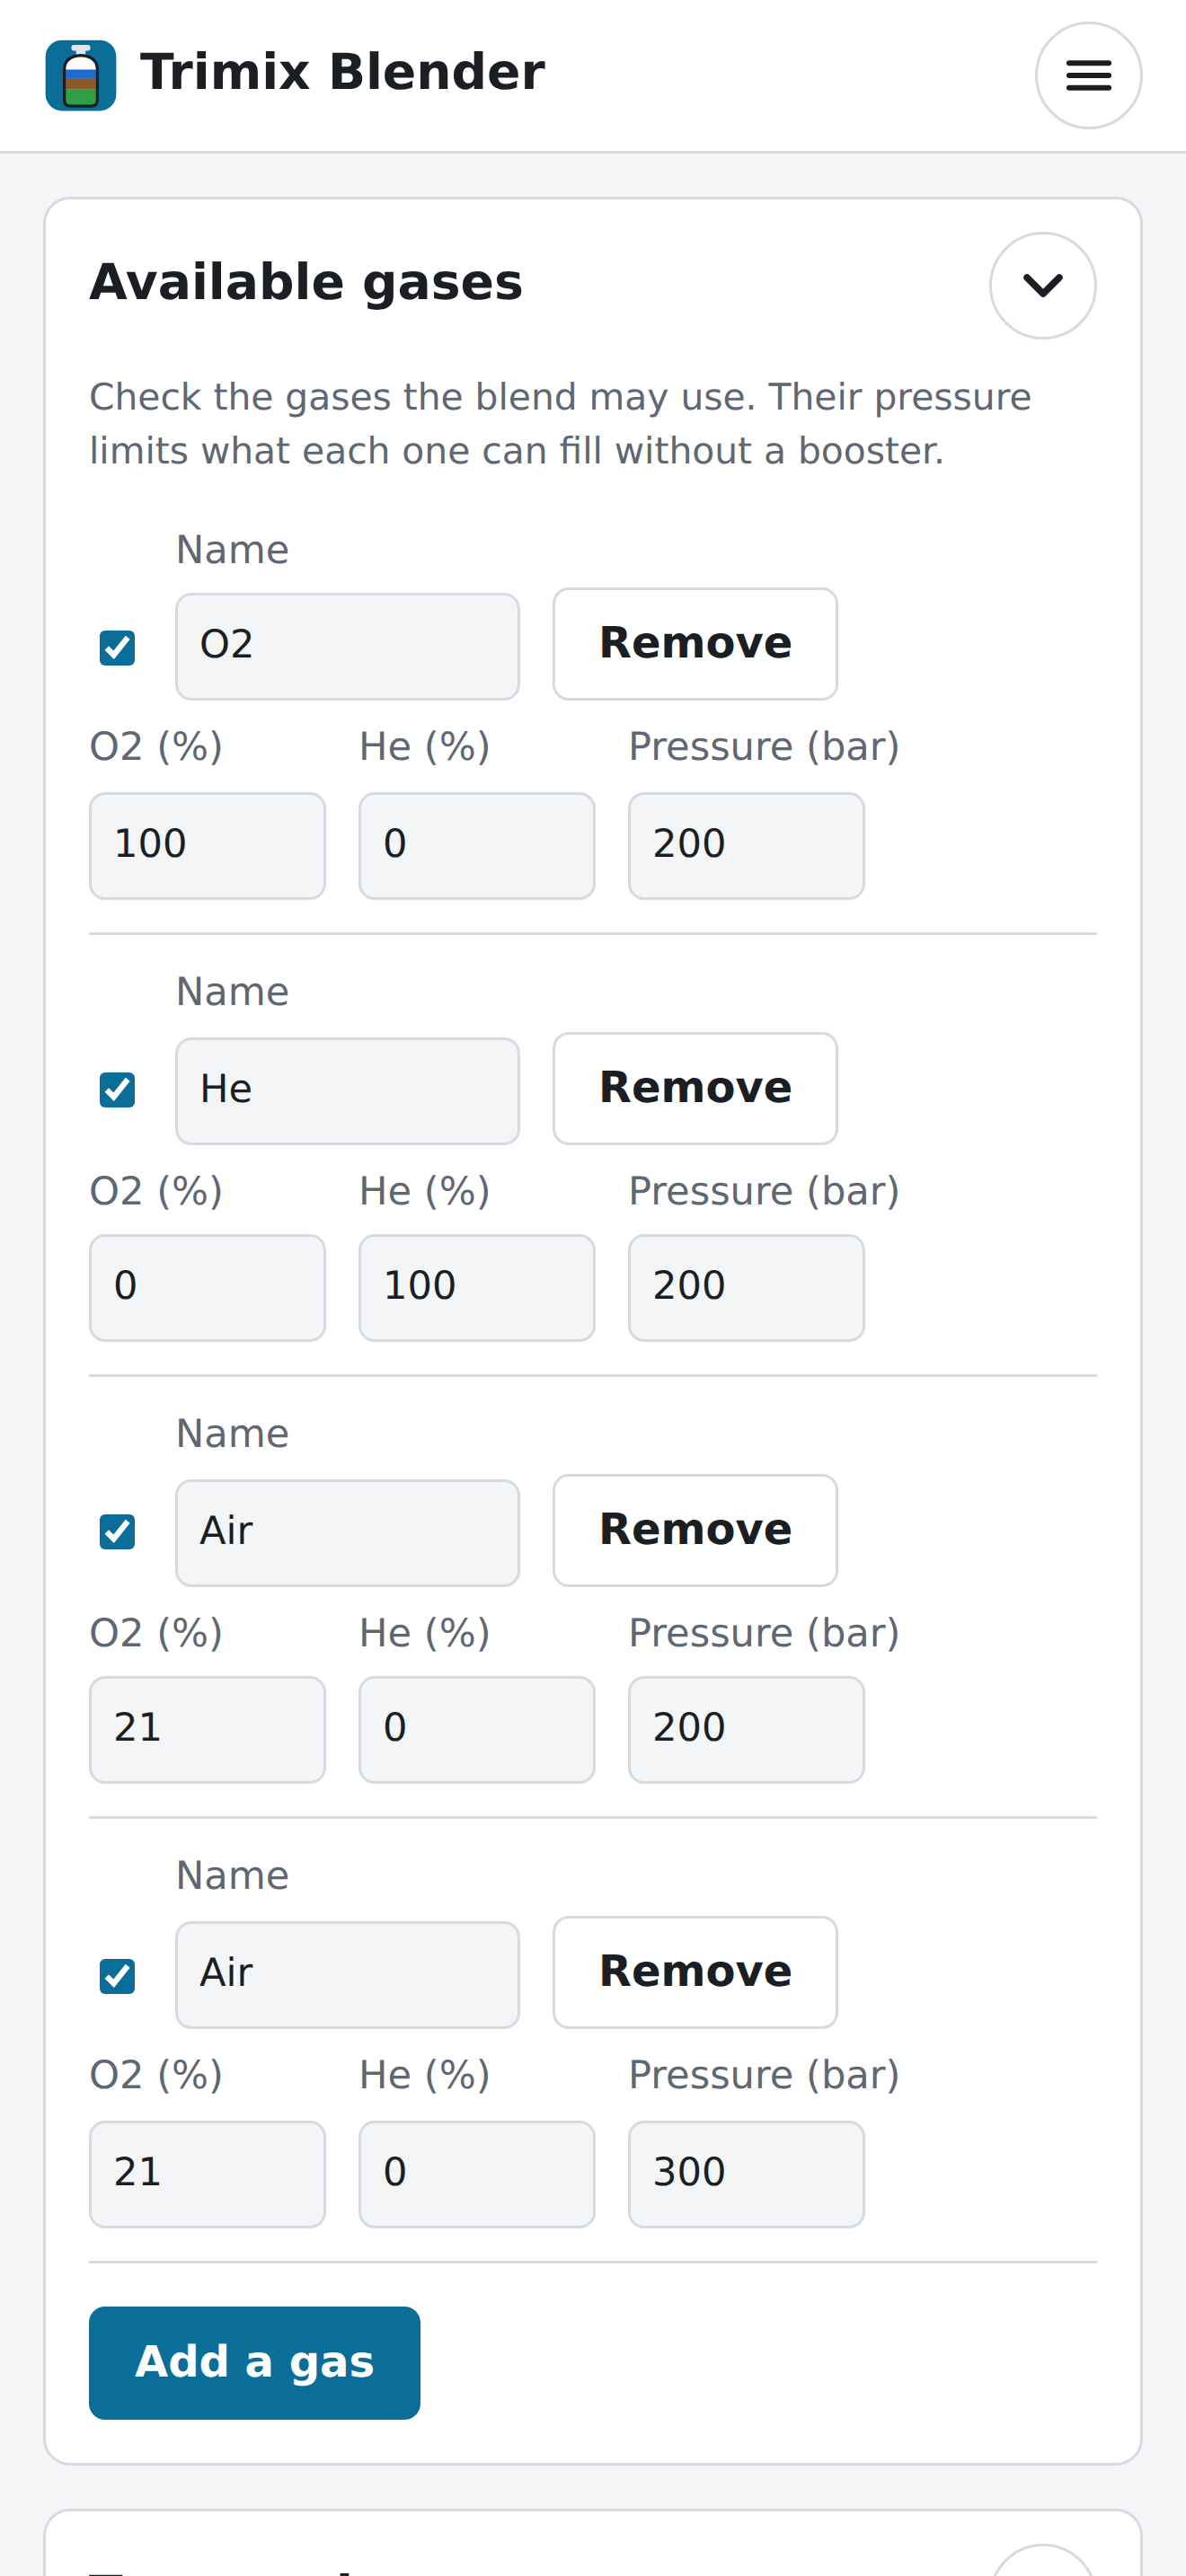 Trimix Blender
Available gases
Check the gases the blend may use. Their pressure
limits what each one can fill without a booster.
Name
O2 Remove
O2 (%) He (%) Pressure (bar)
100 0 200
Name
He Remove
O2 (%) He (%) Pressure (bar)
0 100 200
Name
Air Remove
O2 (%) He (%) Pressure (bar)
21 0 200
Name
Air Remove
O2 (%) He (%) Pressure (bar)
21 0 300
Add a gas